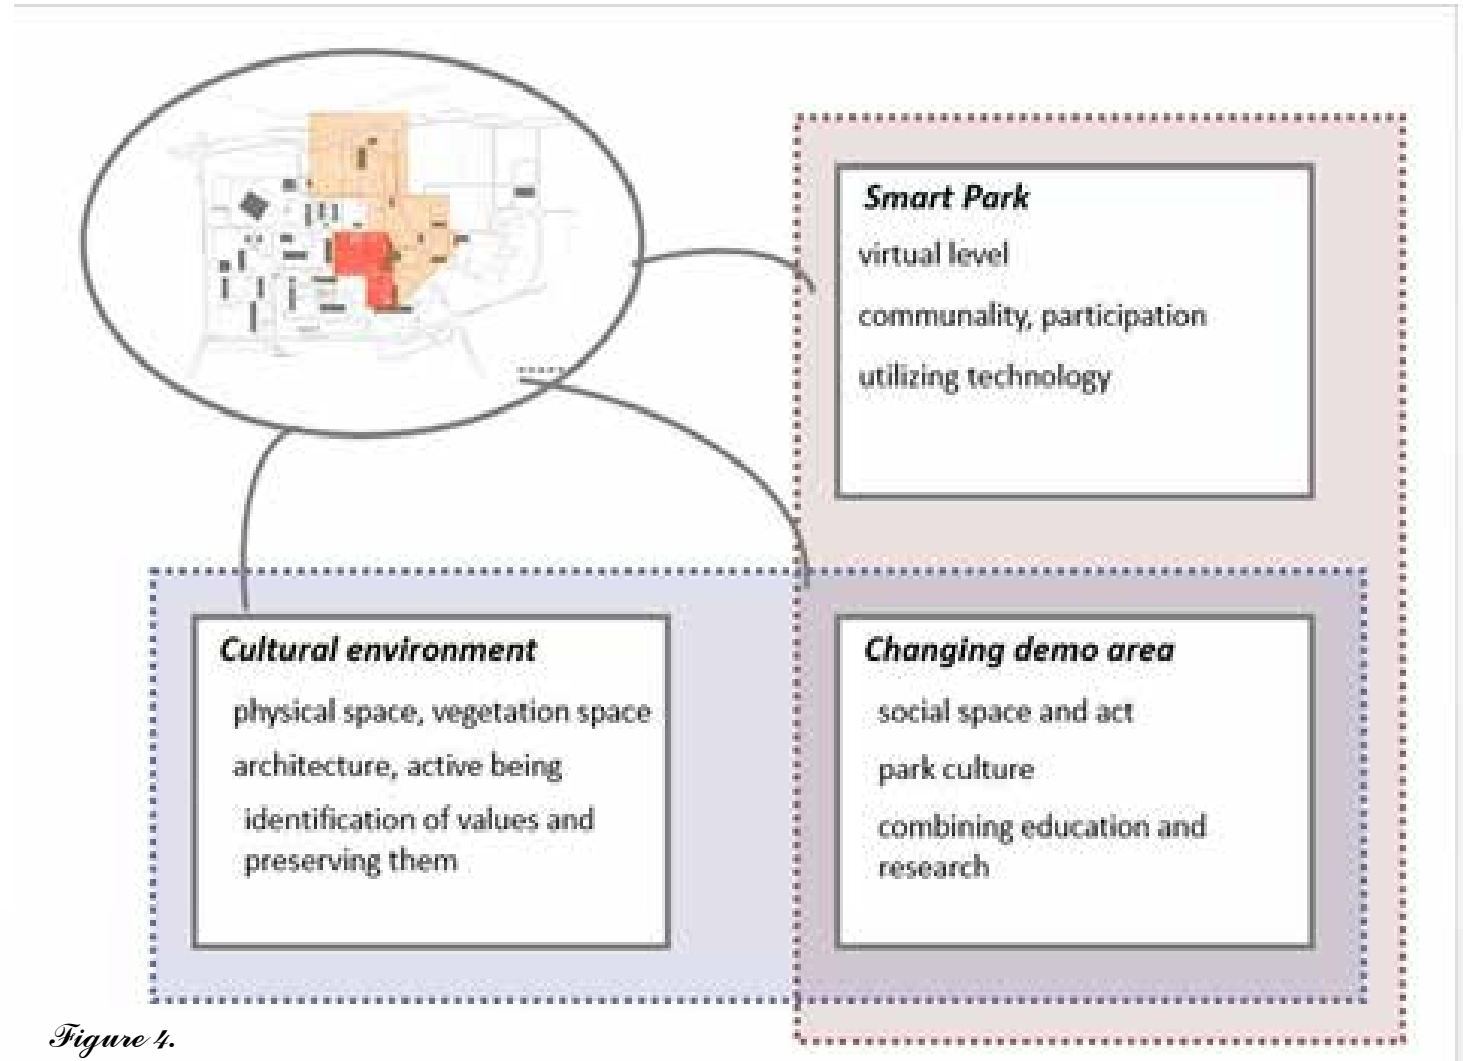 Smart Park
virtual level
communality, participation
utilizing technology
Cultural environment
physical space, vegetation space
architecture, active being
identification of values and
preserving them
Changing demo area
social space and act
park culture
combining education and
research
Figure 4.